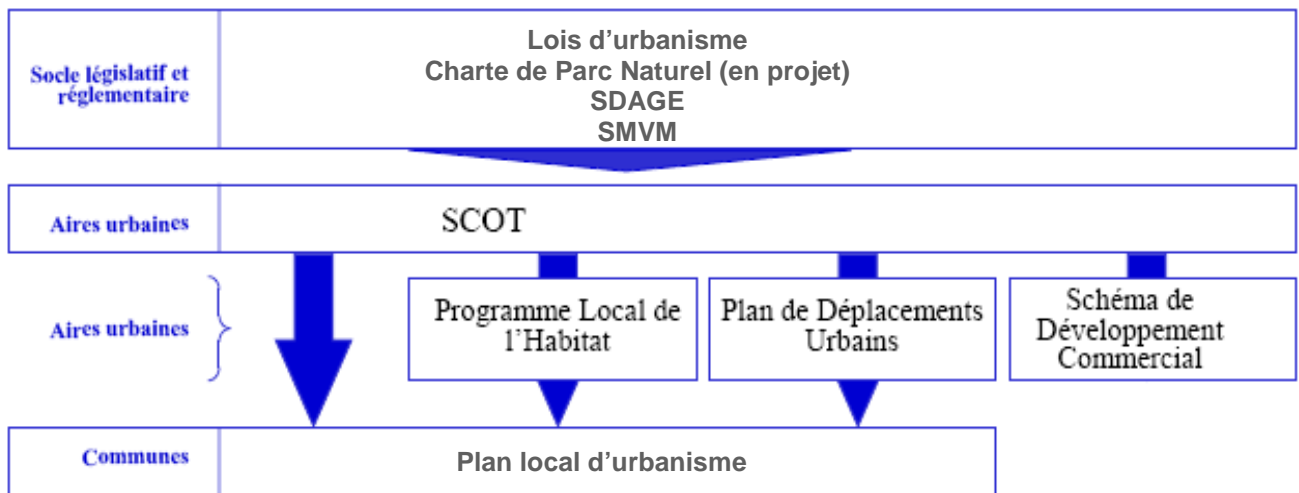 Socle législatif et
réglementaire
Lois d’urbanisme
Charte de Parc Naturel (en projet)
SDAGE
SMVM
Aires urbaines
SCOT
Aires urbaines
Programme Local de
l’Habitat
Plan de Déplacements
Urbains
Schéma de
Développement
Commercial
Communes
Plan local d’urbanisme